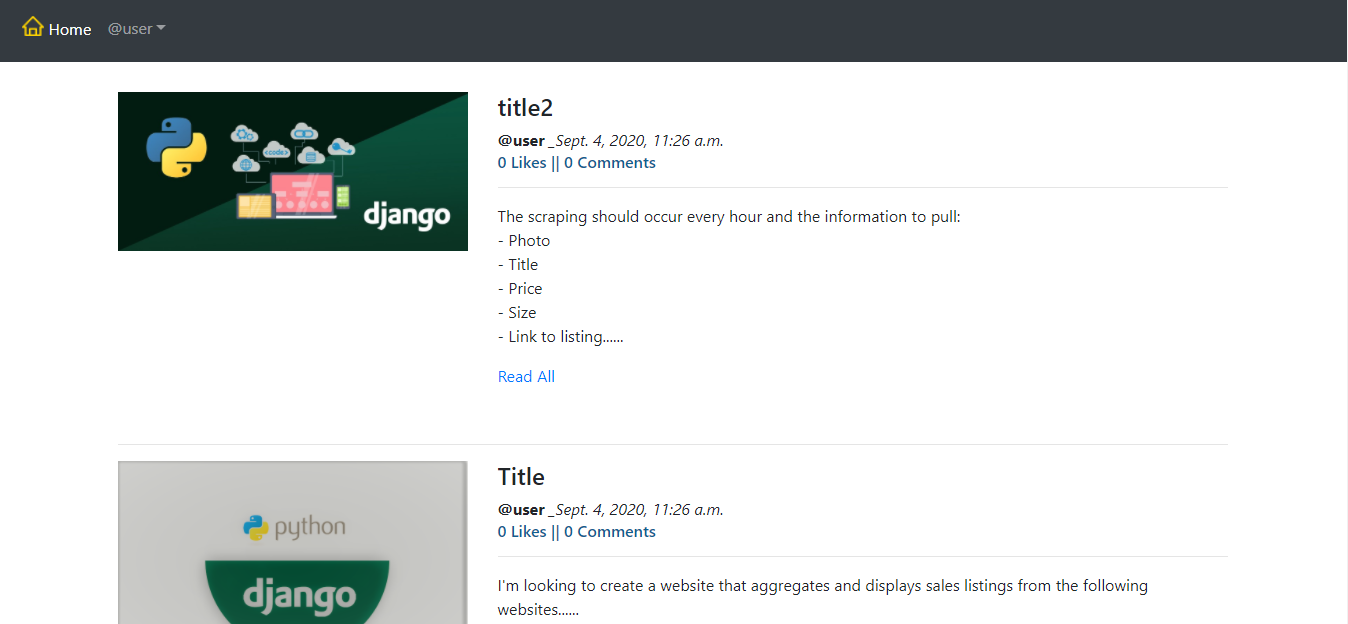 Home @user
django
<code>
title2
@user _Sept. 4, 2020, 11:26 a.m.
0 Likes || 0 Comments
The scraping should occur every hour and the information to pull:
- Photo
- Title
- Price
- Size
- Link to listing......
Read All
python
django
Title
@user _Sept. 4, 2020, 11:26 a.m.
0 Likes || 0 Comments
I'm looking to create a website that aggregates and displays sales listings from the following
websites......